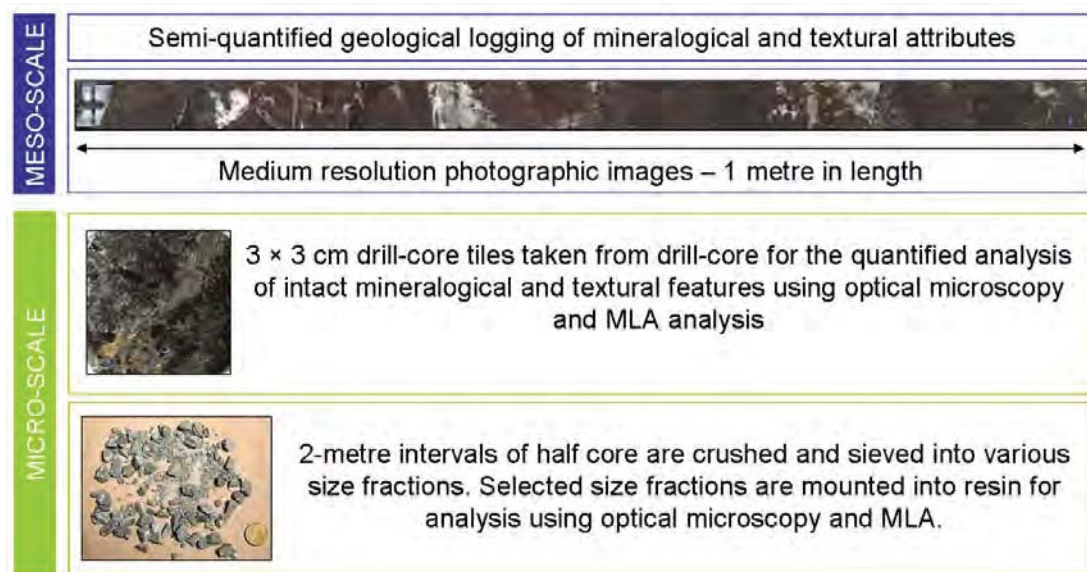 MESO-SCALE
Semi-quantified geological logging of mineralogical and textural attributes
Medium resolution photographic images – 1 metre in length
MICRO-SCALE
3 × 3 cm drill-core tiles taken from drill-core for the quantified analysis
of intact mineralogical and textural features using optical microscopy
and MLA analysis
2-metre intervals of half core are crushed and sieved into various
size fractions. Selected size fractions are mounted into resin for
analysis using optical microscopy and MLA.